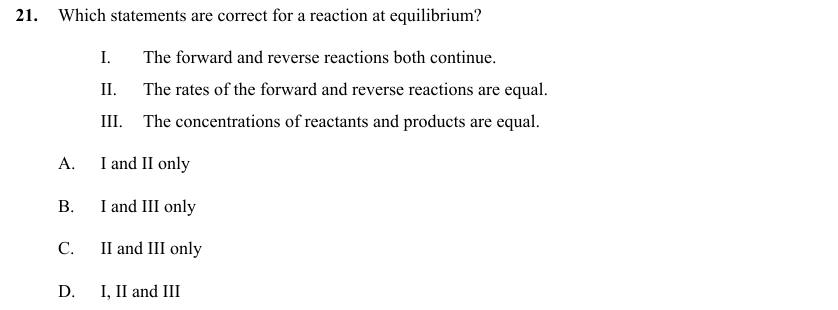 21. Which statements are correct for a reaction at equilibrium?
I. The forward and reverse reactions both continue.
II. The rates of the forward and reverse reactions are equal.
III. The concentrations of reactants and products are equal.
A. I and II only
B. I and III only
C. II and III only
D. I, II and III